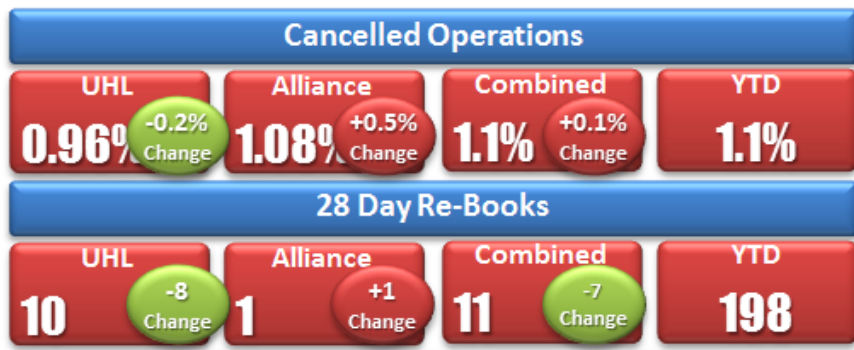 Cancelled Operations
UHL
0.96%
-0.2%
Change
Alliance
1.08%
+0.5%
Change
Combined
1.1%
+0.1%
Change
YTD
1.1%
28 Day Re-Books
UHL
10
-8
Change
Alliance
1
+1
Change
Combined
11
-7
Change
YTD
198